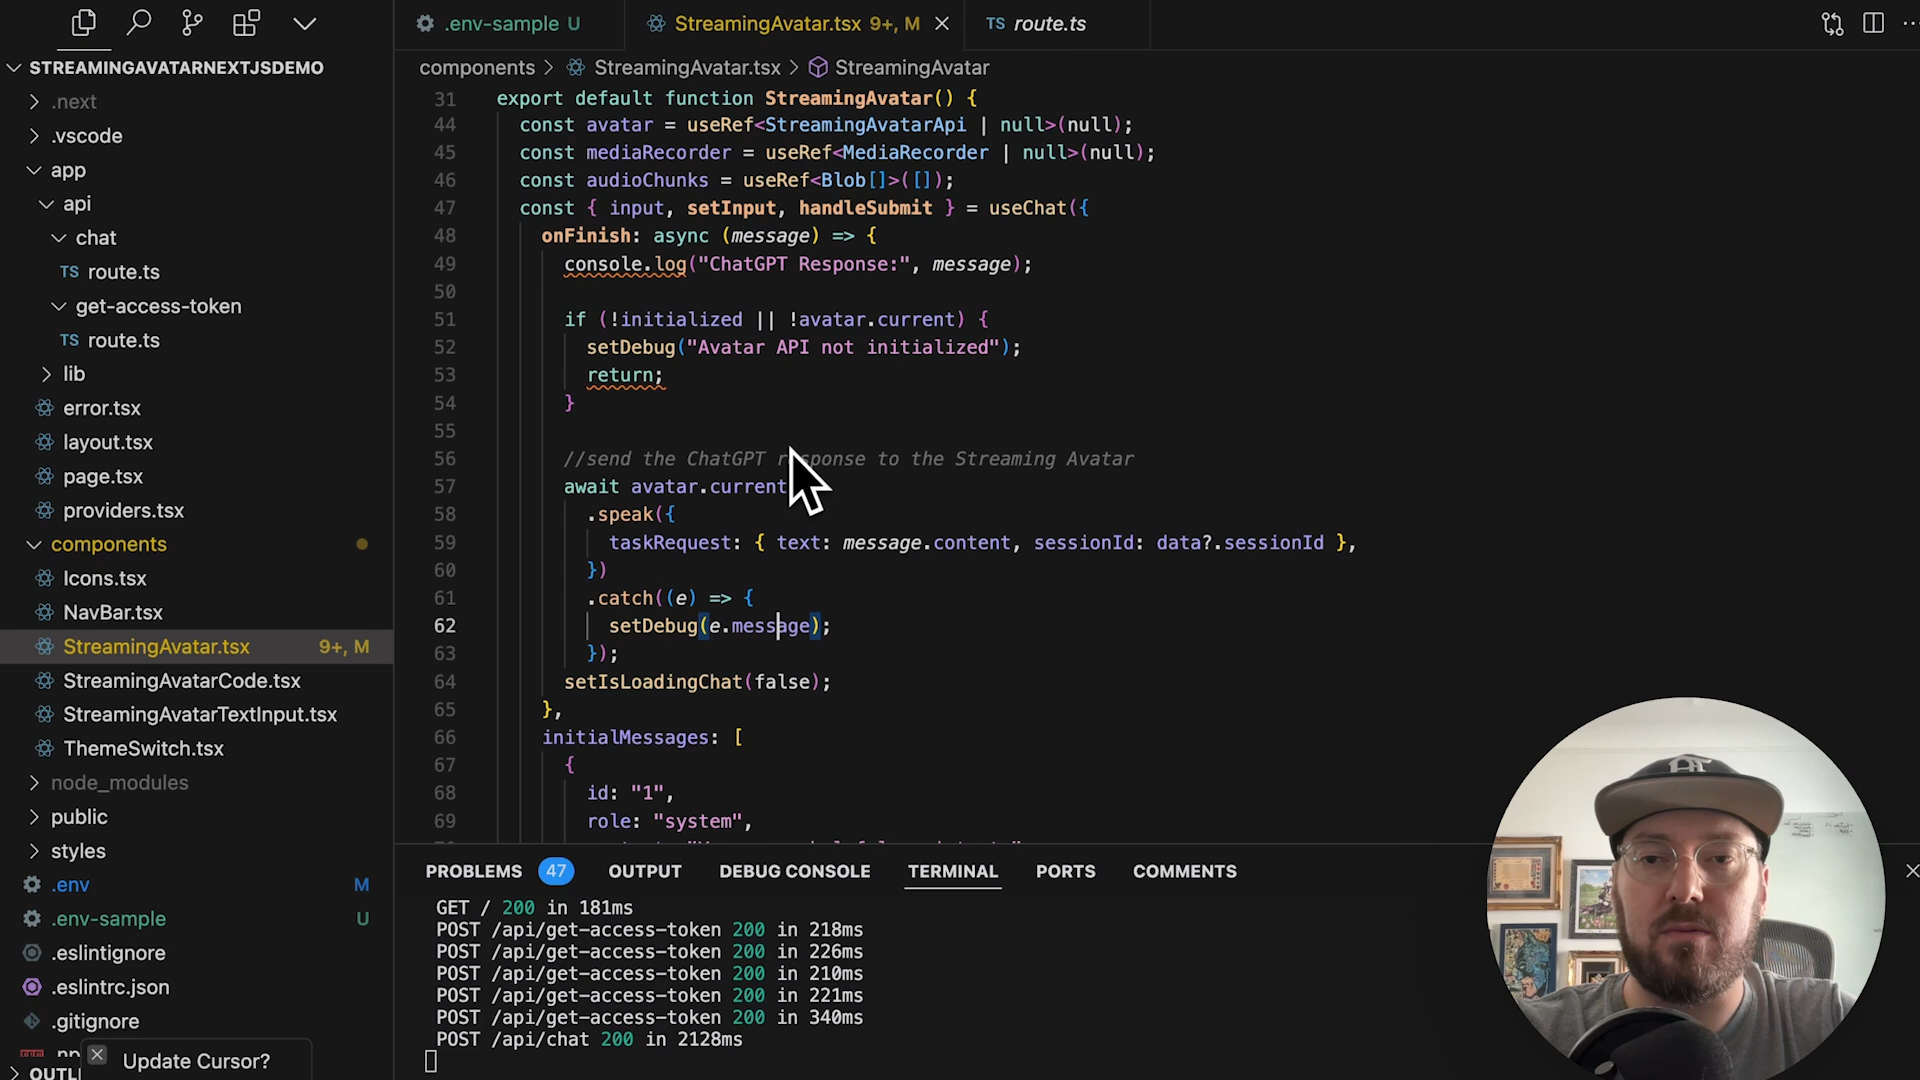 .env-sample U
StreamingAvatar.tsx 9+, M
TS route.ts
STREAMINGAVATARNEXTJSDEMO
components > StreamingAvatar.tsx > StreamingAvatar
.next
.vscode
app
api
chat
TS route.ts
get-access-token
TS route.ts
lib
error.tsx
layout.tsx
page.tsx
providers.tsx
components
Icons.tsx
NavBar.tsx
StreamingAvatar.tsx 9+, M
StreamingAvatarCode.tsx
StreamingAvatarTextInput.tsx
ThemeSwitch.tsx
node_modules
public
styles
.env M
.env-sample U
.eslintignore
.eslintrc.json
.gitignore
Update Cursor?
31 export default function StreamingAvatar() {
44 const avatar = useRef<StreamingAvatarApi | null>(null);
45 const mediaRecorder = useRef<MediaRecorder | null>(null);
46 const audioChunks = useRef<Blob[]>([]);
47 const { input, setInput, handleSubmit } = useChat({
48 onFinish: async (message) => {
49 console.log("ChatGPT Response:", message);
50
51 if (!initialized || !avatar.current) {
52 setDebug("Avatar API not initialized");
53 return;
54 }
55
56 //send the ChatGPT response to the Streaming Avatar
57 await avatar.current
58 .speak({
59 taskRequest: { text: message.content, sessionId: data?.sessionId },
60 })
61 .catch((e) => {
62 setDebug(e.message);
63 });
64 setIsLoadingChat(false);
65 },
66 initialMessages: [
67 {
68 id: "1",
69 role: "system",
PROBLEMS 47 OUTPUT DEBUG CONSOLE TERMINAL PORTS COMMENTS
GET / 200 in 181ms
POST /api/get-access-token 200 in 218ms
POST /api/get-access-token 200 in 226ms
POST /api/get-access-token 200 in 210ms
POST /api/get-access-token 200 in 221ms
POST /api/get-access-token 200 in 340ms
POST /api/chat 200 in 2128ms